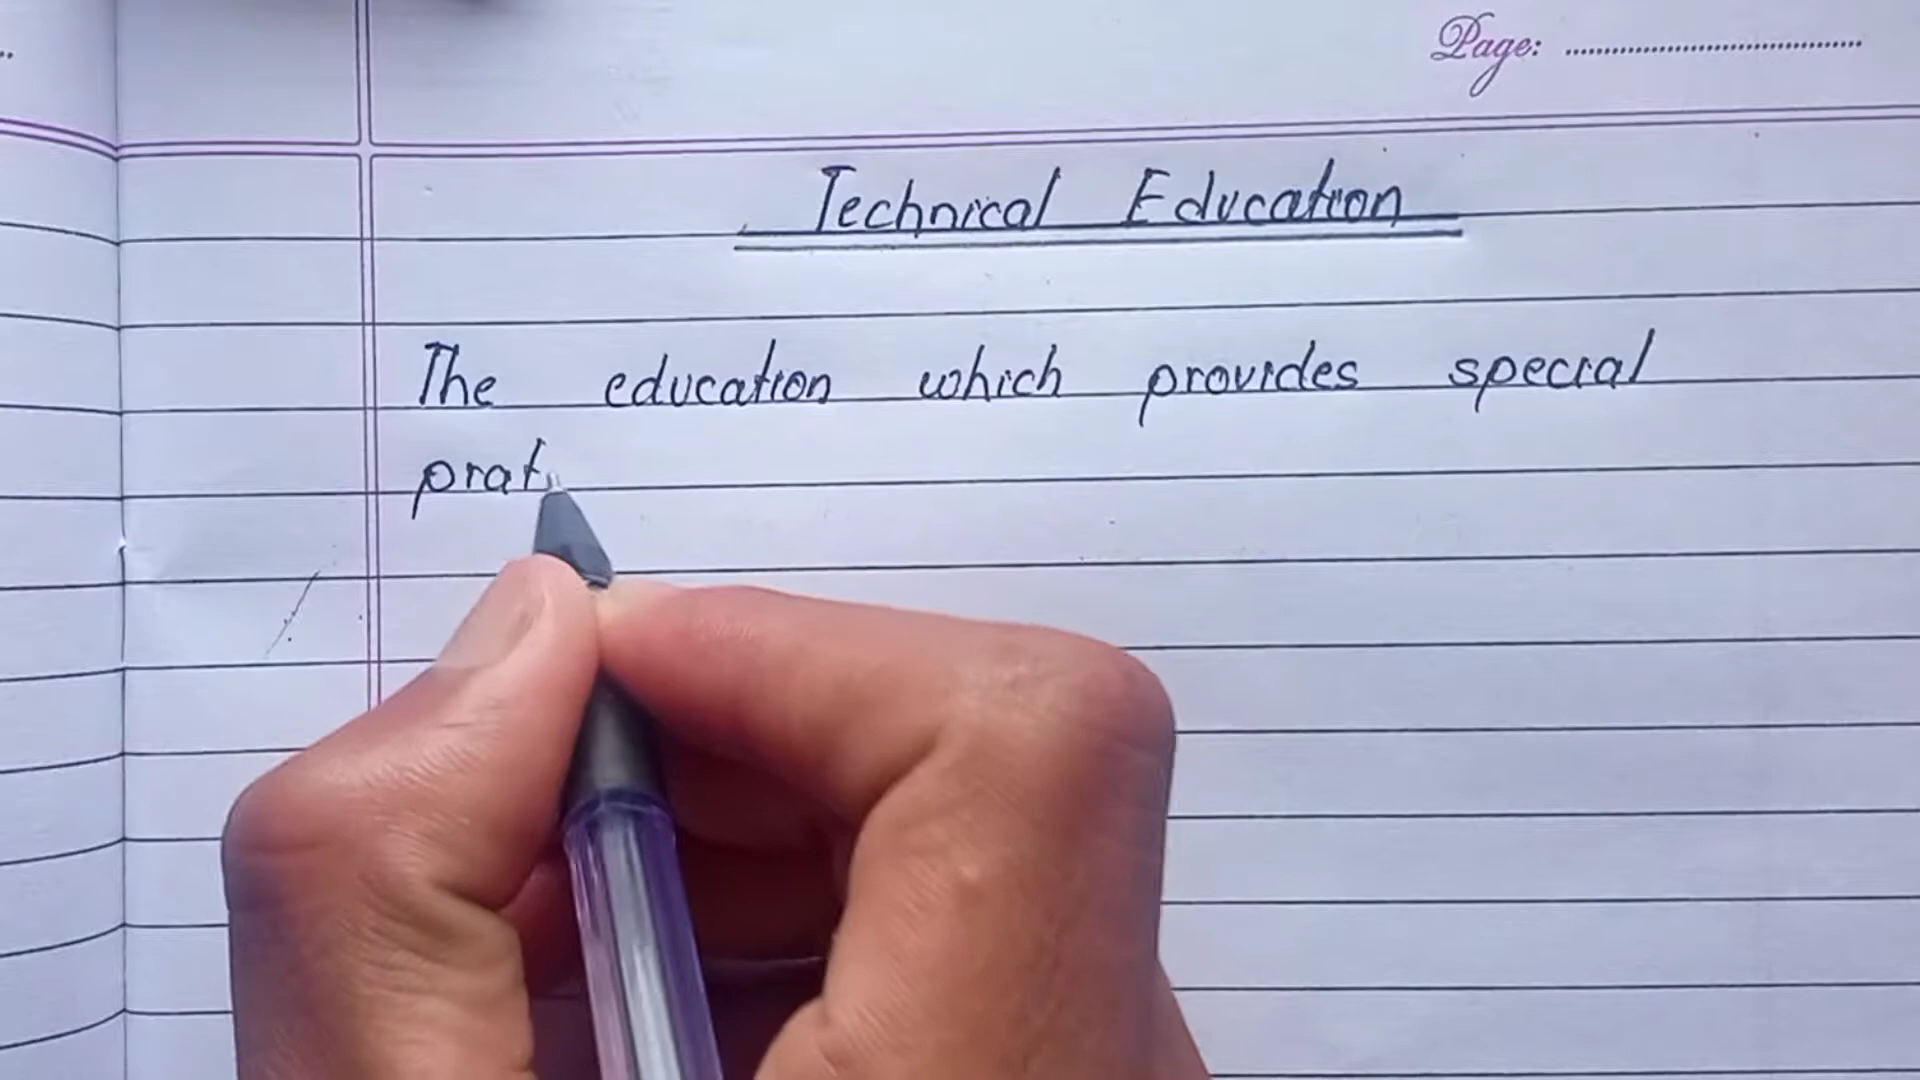 Page: ........................................
Technical Education
The education which provides special
prat